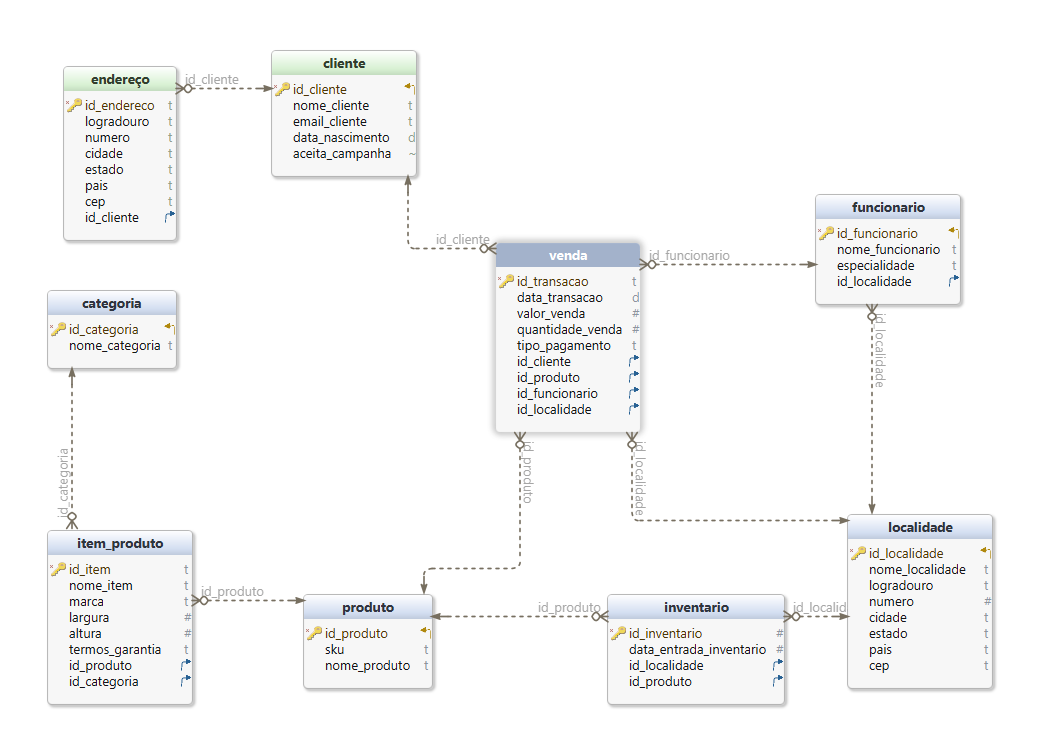 endereço
id_endereco t
logradouro t
numero t
cidade t
estado t
pais t
cep t
id_cliente
id_cliente
cliente
id_cliente
nome_cliente t
email_cliente t
data_nascimento d
aceita_campanha ~
id_cliente
venda
id_transacao t
data_transacao d
valor_venda #
quantidade_venda #
tipo_pagamento t
id_cliente
id_produto
id_funcionario
id_localidade
id_funcionario
funcionario
id_funcionario
nome_funcionario t
especialidade t
id_localidade
id_localidade
categoria
id_categoria
nome_categoria t
id_categoria
id_produto
id_localidade
item_produto
id_item t
nome_item t
marca t
largura #
altura #
termos_garantia t
id_produto
id_categoria
id_produto
produto
id_produto
sku t
nome_produto t
id_produto
inventario
id_inventario #
data_entrada_inventario #
id_localidade
id_produto
id_localid
localidade
id_localidade
nome_localidade t
logradouro t
numero #
cidade t
estado t
pais t
cep t